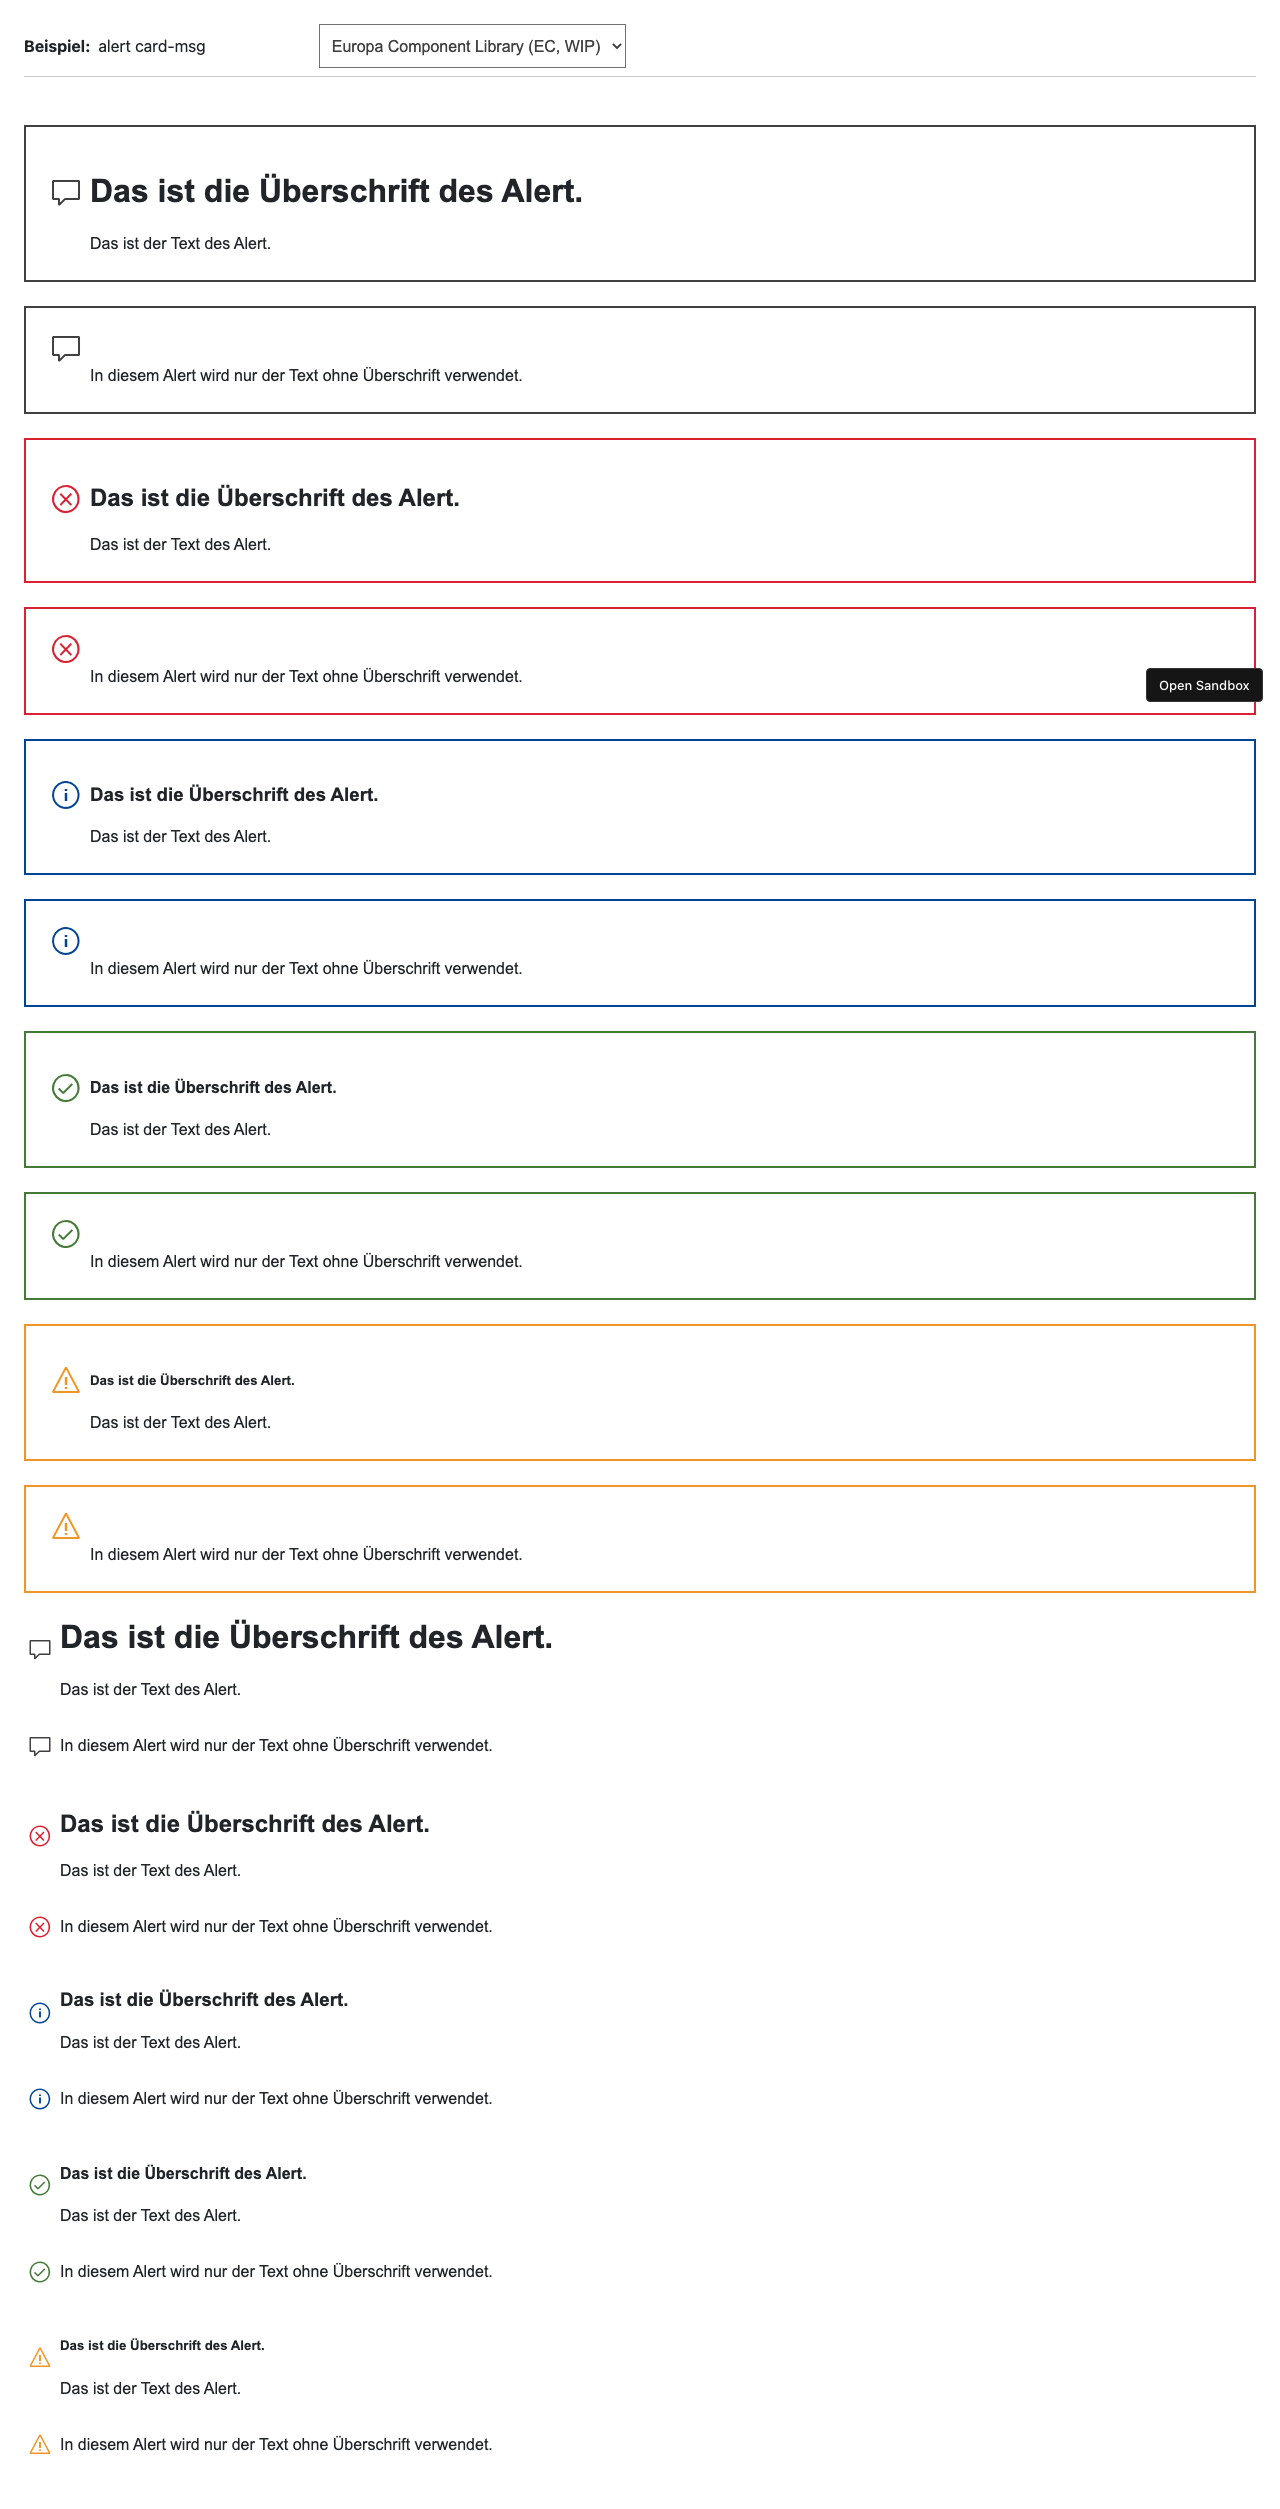 Beispiel: alert card-msg
Europa Component Library (EC, WIP)
Das ist die Überschrift des Alert.
Das ist der Text des Alert.
In diesem Alert wird nur der Text ohne Überschrift verwendet.
Das ist die Überschrift des Alert.
Das ist der Text des Alert.
In diesem Alert wird nur der Text ohne Überschrift verwendet.
Open Sandbox
Das ist die Überschrift des Alert.
Das ist der Text des Alert.
In diesem Alert wird nur der Text ohne Überschrift verwendet.
Das ist die Überschrift des Alert.
Das ist der Text des Alert.
In diesem Alert wird nur der Text ohne Überschrift verwendet.
Das ist die Überschrift des Alert.
Das ist der Text des Alert.
In diesem Alert wird nur der Text ohne Überschrift verwendet.
Das ist die Überschrift des Alert.
Das ist der Text des Alert.
In diesem Alert wird nur der Text ohne Überschrift verwendet.
Das ist die Überschrift des Alert.
Das ist der Text des Alert.
In diesem Alert wird nur der Text ohne Überschrift verwendet.
Das ist die Überschrift des Alert.
Das ist der Text des Alert.
In diesem Alert wird nur der Text ohne Überschrift verwendet.
Das ist die Überschrift des Alert.
Das ist der Text des Alert.
In diesem Alert wird nur der Text ohne Überschrift verwendet.
Das ist die Überschrift des Alert.
Das ist der Text des Alert.
In diesem Alert wird nur der Text ohne Überschrift verwendet.